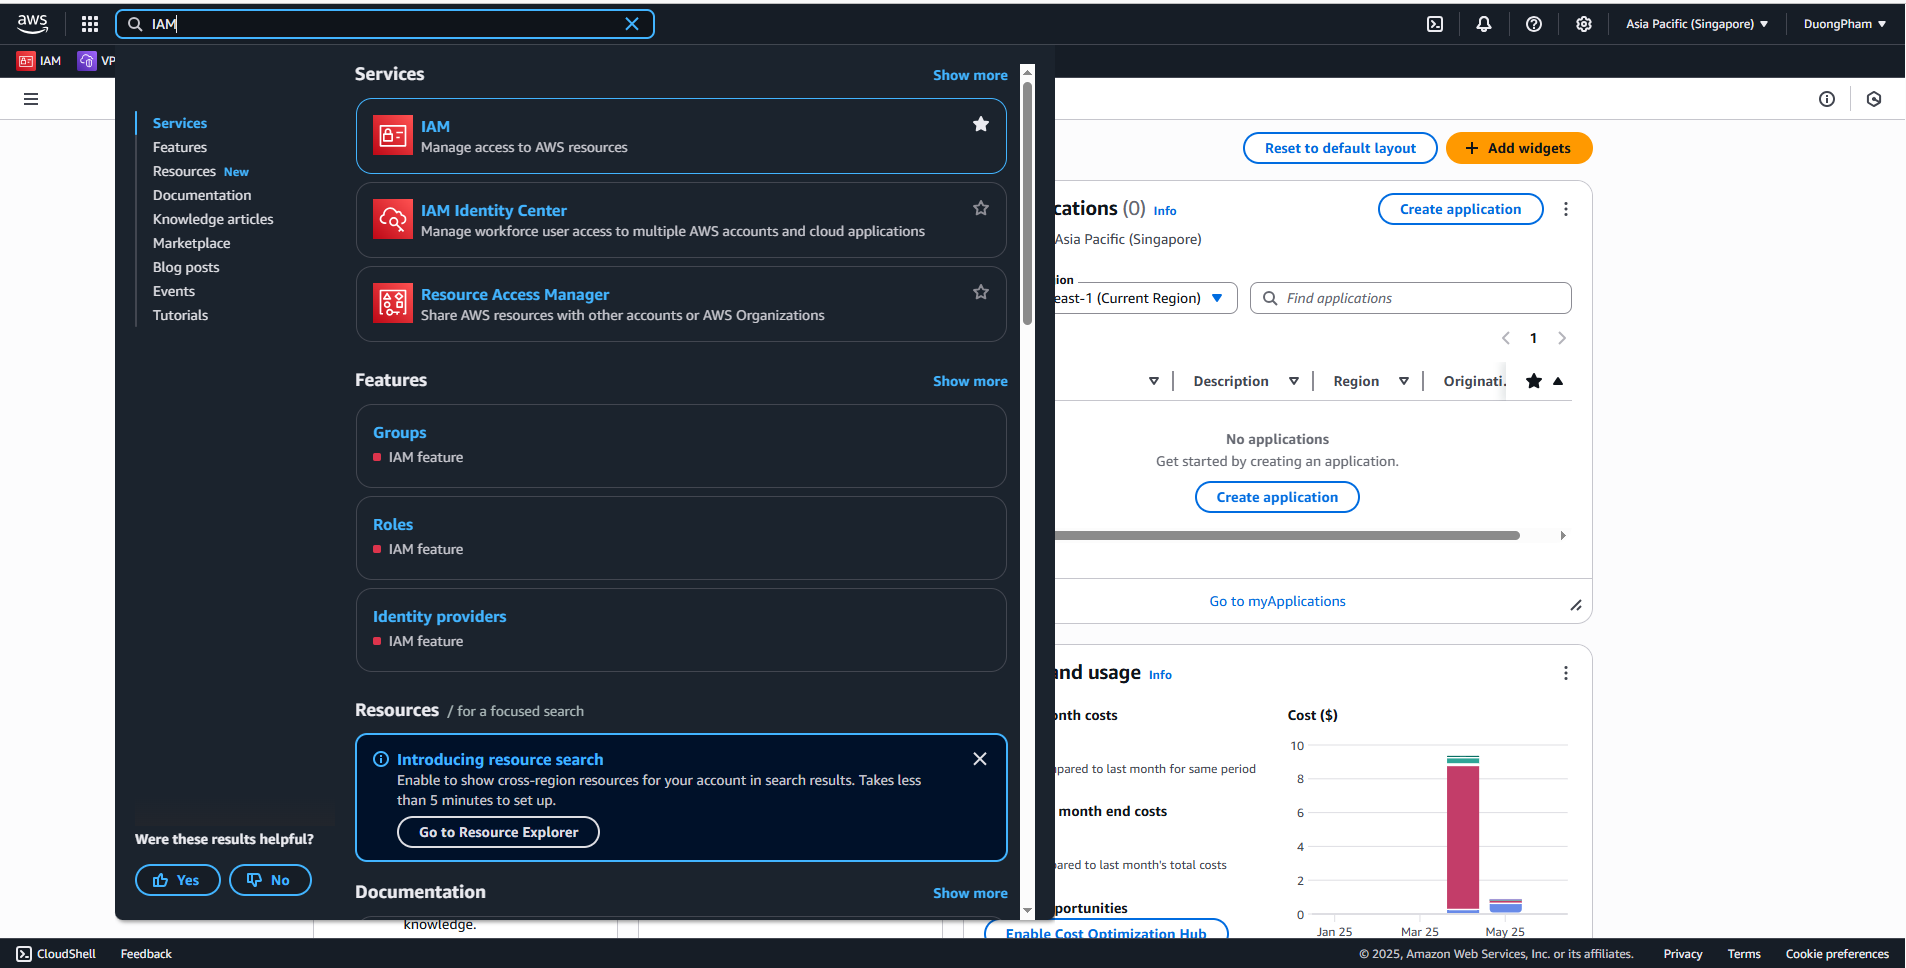 aws
IAM
Asia Pacific (Singapore)
DuongPham
IAM
VP
Services
Features
Resources New
Documentation
Knowledge articles
Marketplace
Blog posts
Events
Tutorials
Were these results helpful?
Yes
No
Services
Show more
IAM
Manage access to AWS resources
IAM Identity Center
Manage workforce user access to multiple AWS accounts and cloud applications
Resource Access Manager
Share AWS resources with other accounts or AWS Organizations
Features
Show more
Groups
IAM feature
Roles
IAM feature
Identity providers
IAM feature
Resources / for a focused search
Introducing resource search
Enable to show cross-region resources for your account in search results. Takes less
than 5 minutes to set up.
Go to Resource Explorer
Documentation
Show more
knowledge.
Reset to default layout
+ Add widgets
cations (0) Info
Create application
Asia Pacific (Singapore)
ion
east-1 (Current Region)
Find applications
1
Description
Region
Originati.
No applications
Get started by creating an application.
Create application
Go to myApplications
and usage Info
onth costs
mpared to last month for same period
month end costs
pared to last month's total costs
portunities
Enable Cost Optimization Hub
Cost ($)
10
8
6
4
2
0
Jan 25
Mar 25
May 25
CloudShell
Feedback
© 2025, Amazon Web Services, Inc. or its affiliates.
Privacy
Terms
Cookie preferences